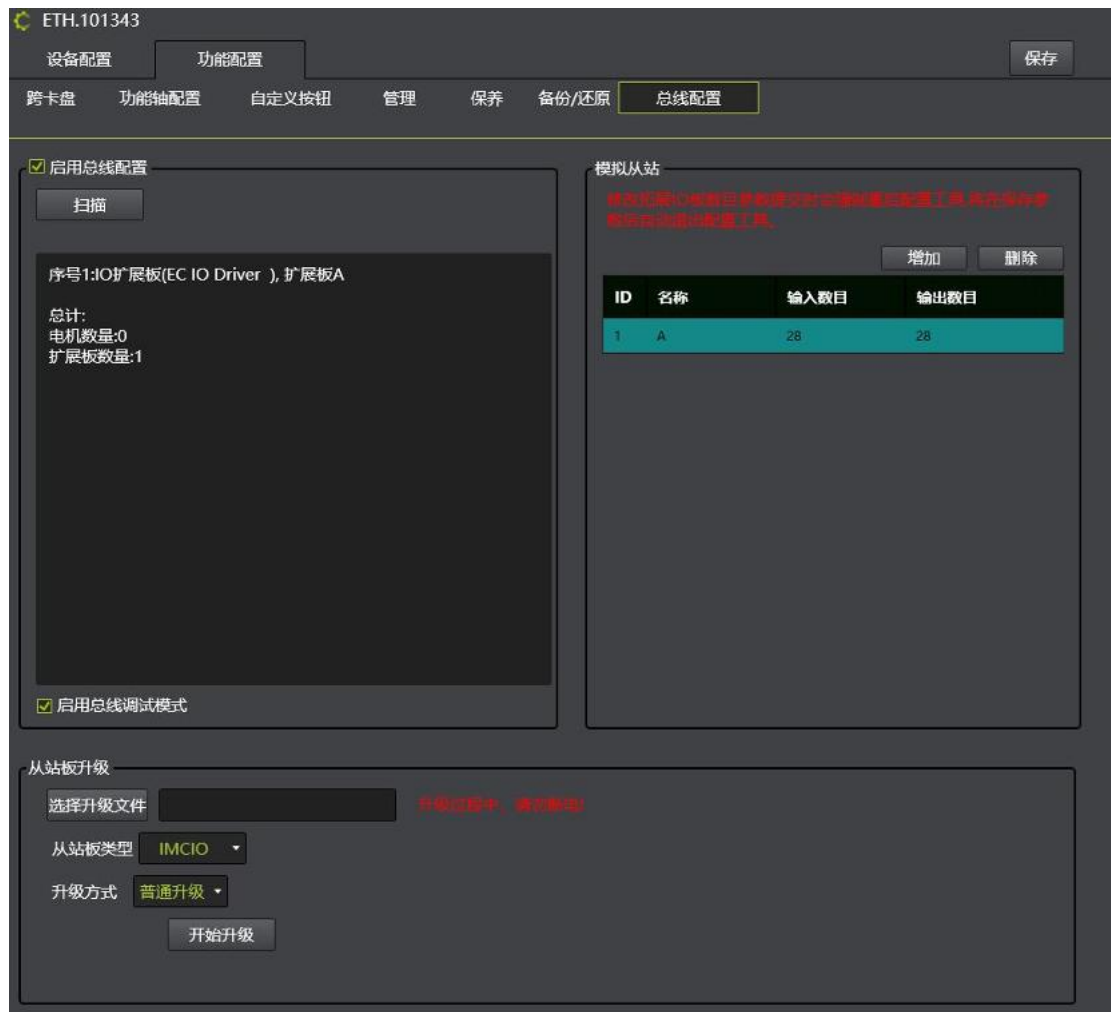 ETH.101343
设备配置 功能配置 保存
跨卡盘 功能轴配置 自定义按钮 管理 保养 备份/还原 总线配置
启用总线配置
扫描
序号1:IO扩展板(EC IO Driver ), 扩展板A
总计:
电机数量:0
扩展板数量:1
启用总线调试模式
模拟从站
增加 删除
ID 名称 输入数目 输出数目
1 A 28 28
从站板升级
选择升级文件 升级过程中，请勿断电!
从站板类型 IMCIO
升级方式 普通升级
开始升级